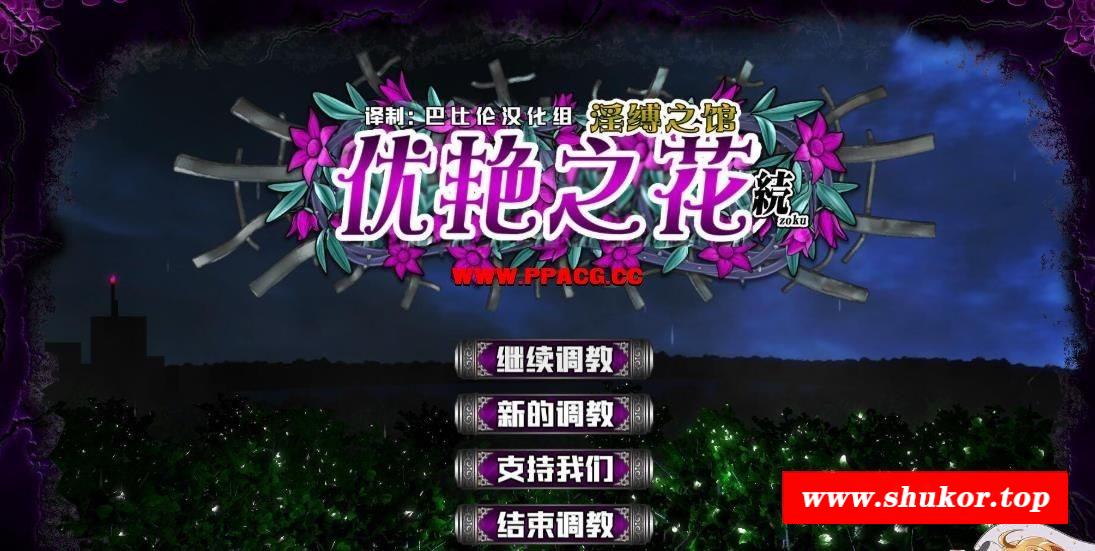 译制：巴比伦汉化组 淫缚之馆
优艳之花 続
zoku
WWW.PPACG.CC
继续调教
新的调教
支持我们
结束调教
www.shukor.top